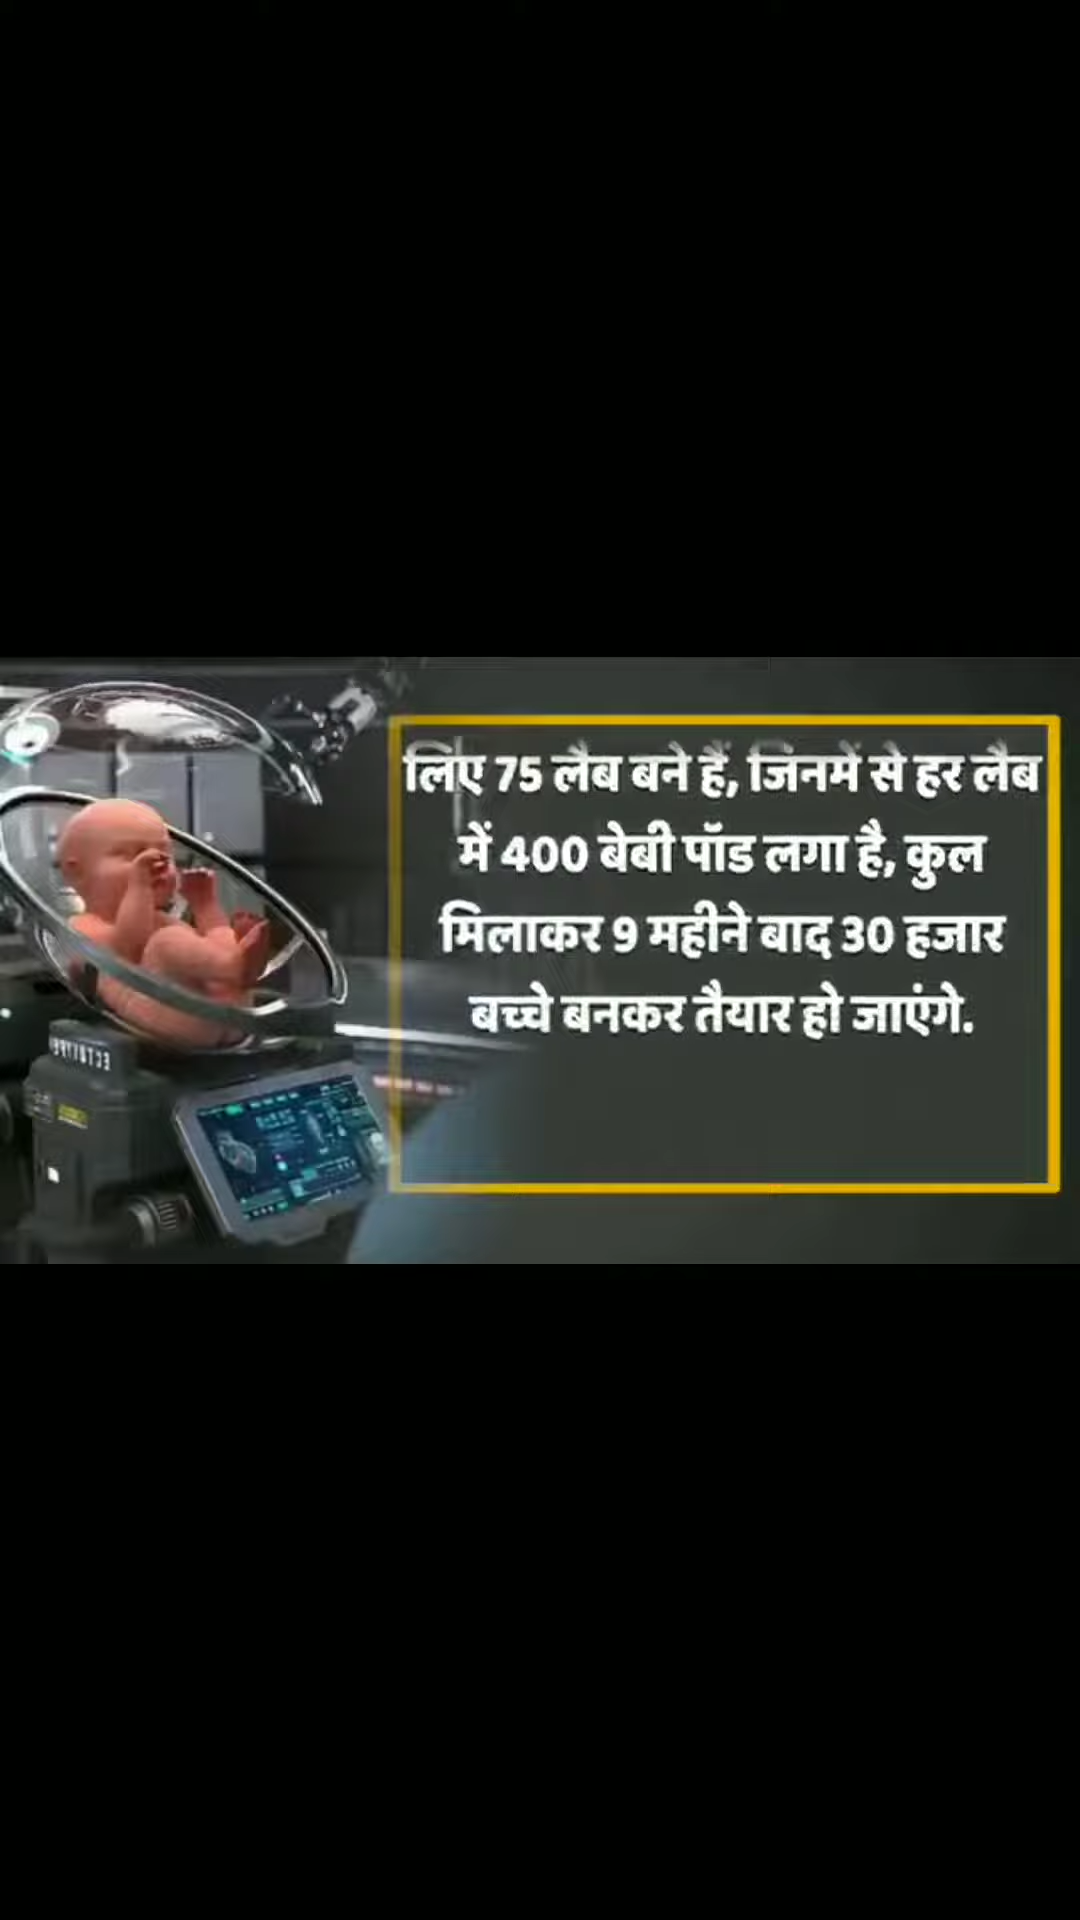 लिए 75 लैब बने हैं, जिनमें से हर लैब
में 400 बेबी पॉड लगा है, कुल
मिलाकर 9 महीने बाद 30 हजार
बच्चे बनकर तैयार हो जाएंगे.